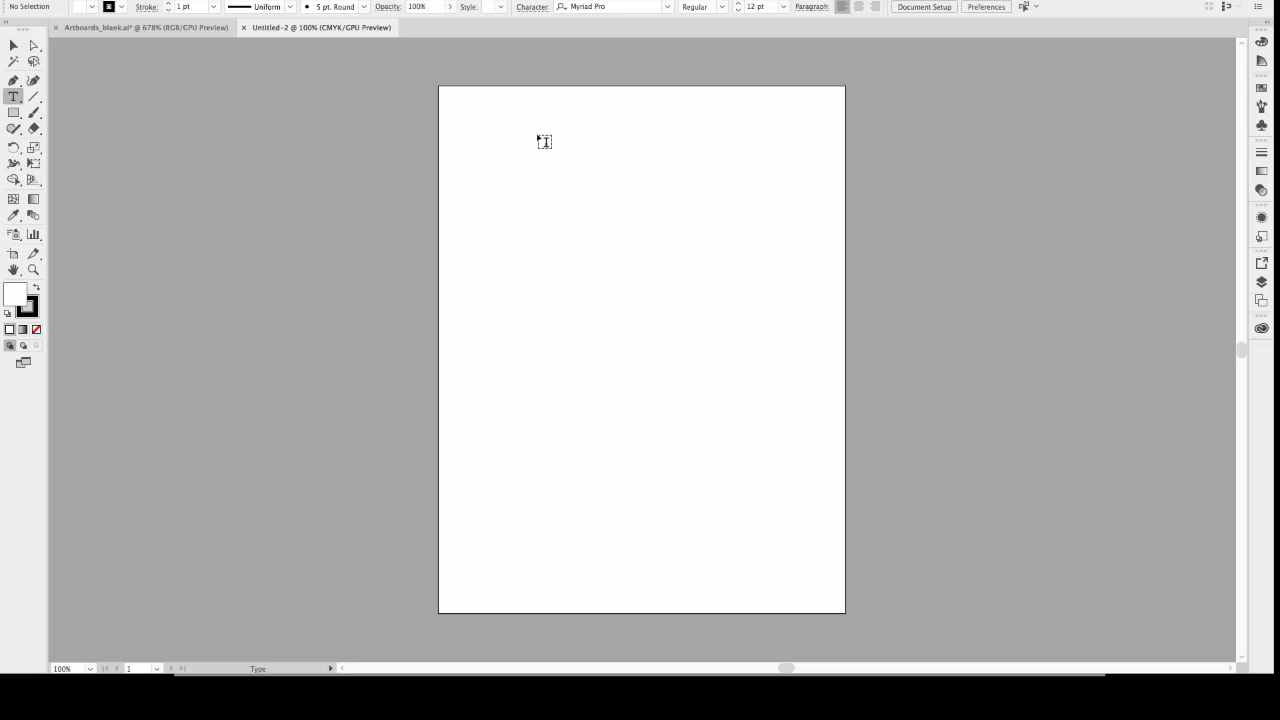 No Selection Stroke: 1 pt Uniform 5 pt. Round Opacity: 100% Style: Character: Myriad Pro Regular 12 pt Paragraph: Document Setup Preferences
Artboards_blank.ai* @ 678% (RGB/GPU Preview) Untitled-2 @ 100% (CMYK/GPU Preview)
100% 1 Type